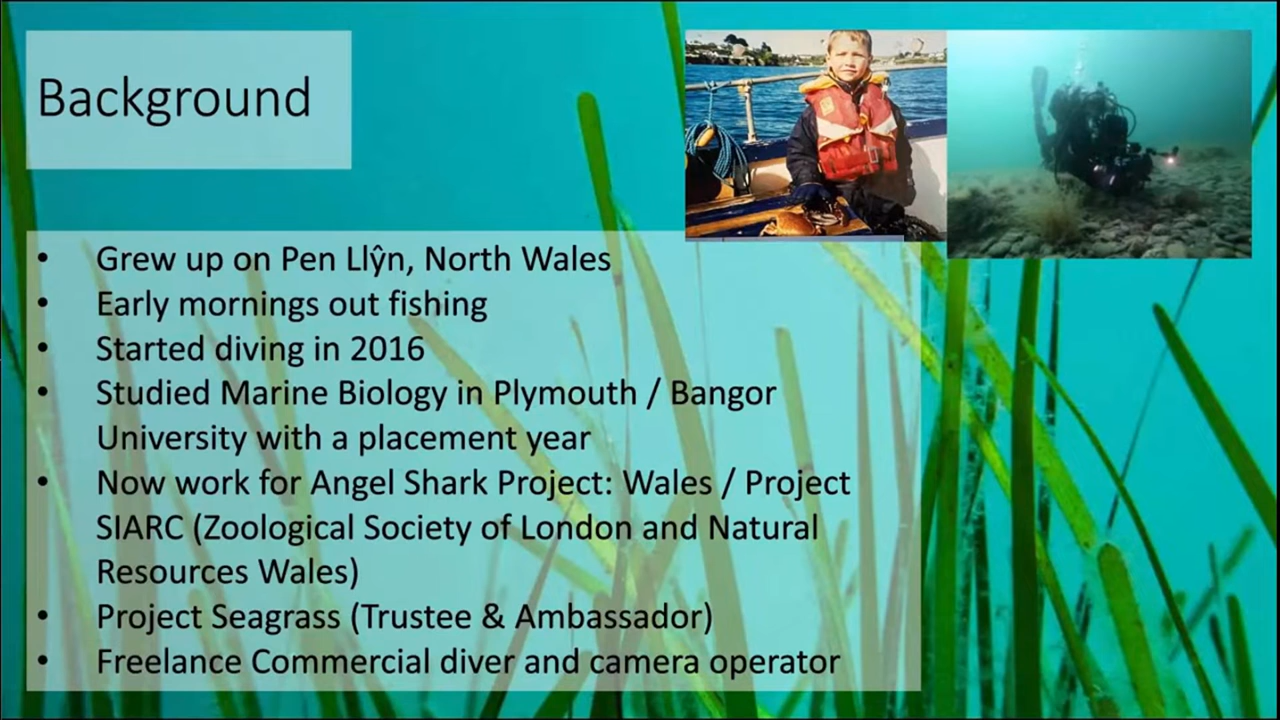 Background
• Grew up on Pen Llŷn, North Wales
• Early mornings out fishing
• Started diving in 2016
• Studied Marine Biology in Plymouth / Bangor
University with a placement year
• Now work for Angel Shark Project: Wales / Project
SIARC (Zoological Society of London and Natural
Resources Wales)
• Project Seagrass (Trustee & Ambassador)
• Freelance Commercial diver and camera operator